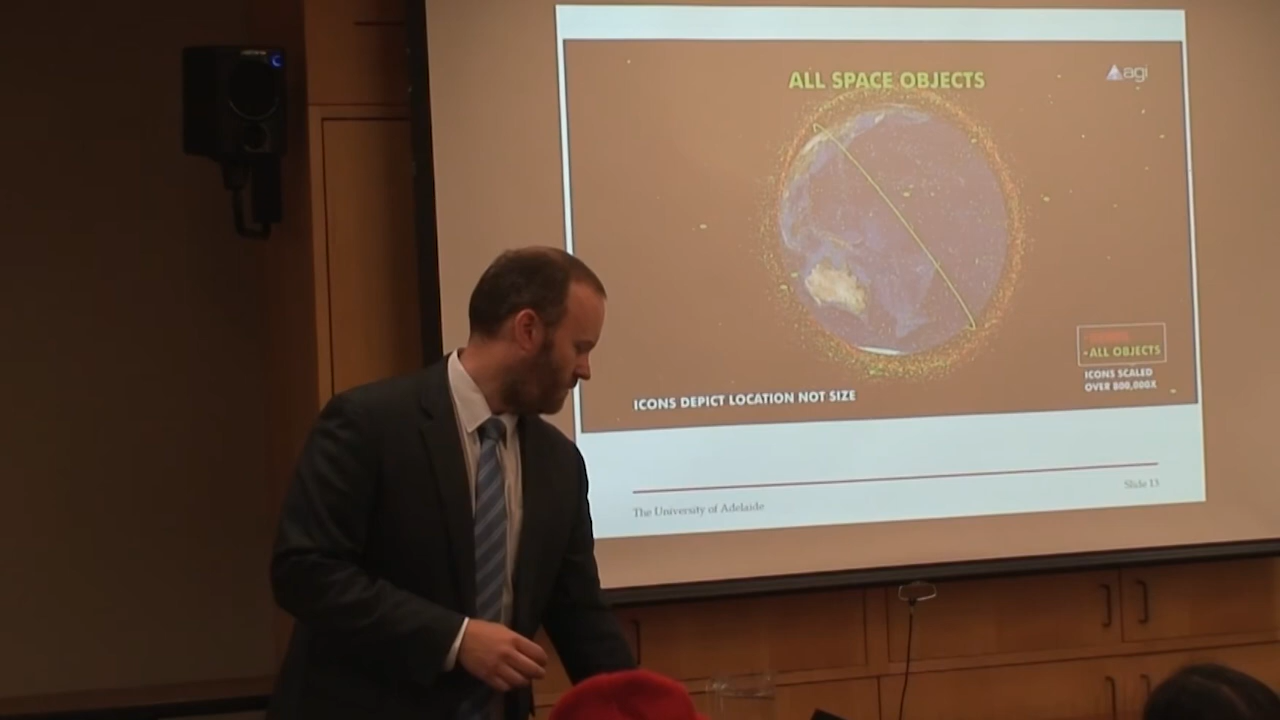 ALL SPACE OBJECTS
agi
- ALL OBJECTS
ICONS SCALED
OVER 800,000X
ICONS DEPICT LOCATION NOT SIZE
Slide 13
The University of Adelaide